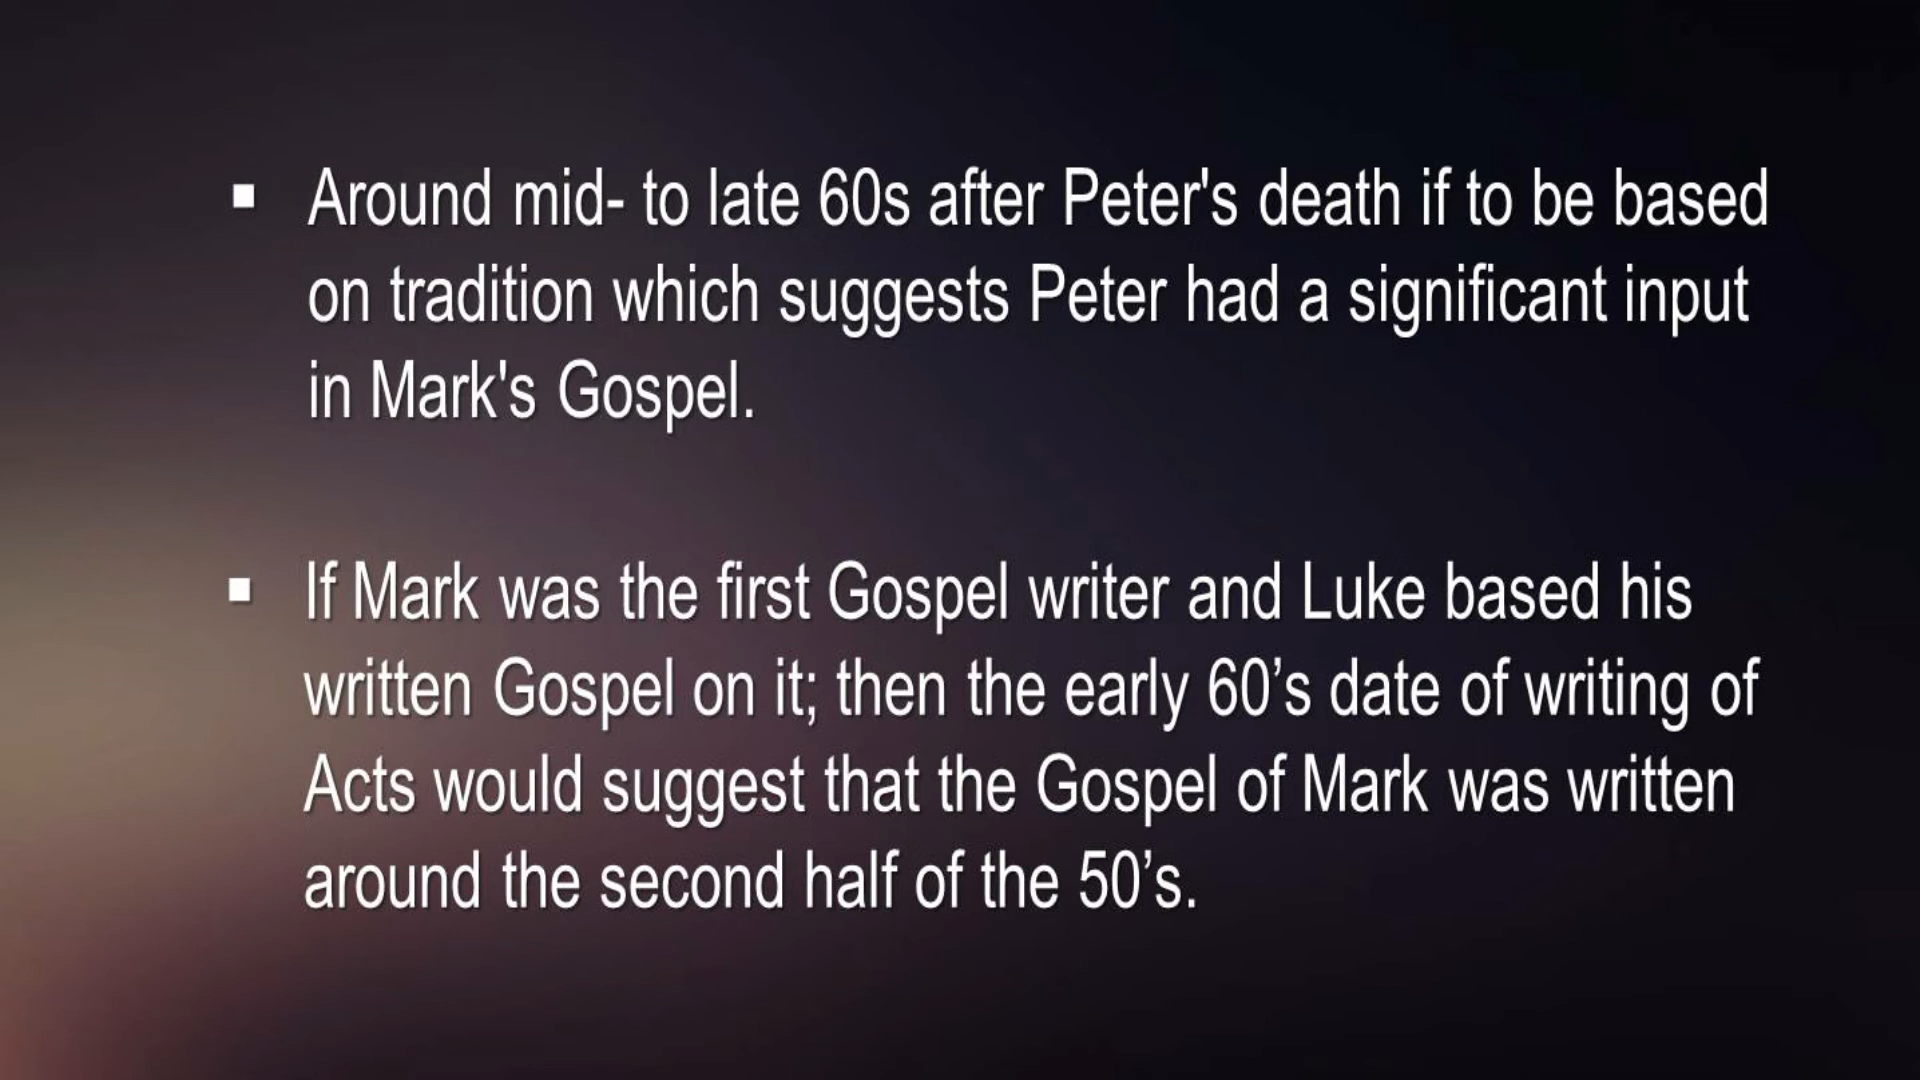 ▪ Around mid- to late 60s after Peter's death if to be based
on tradition which suggests Peter had a significant input
in Mark's Gospel.
▪ If Mark was the first Gospel writer and Luke based his
written Gospel on it; then the early 60’s date of writing of
Acts would suggest that the Gospel of Mark was written
around the second half of the 50’s.